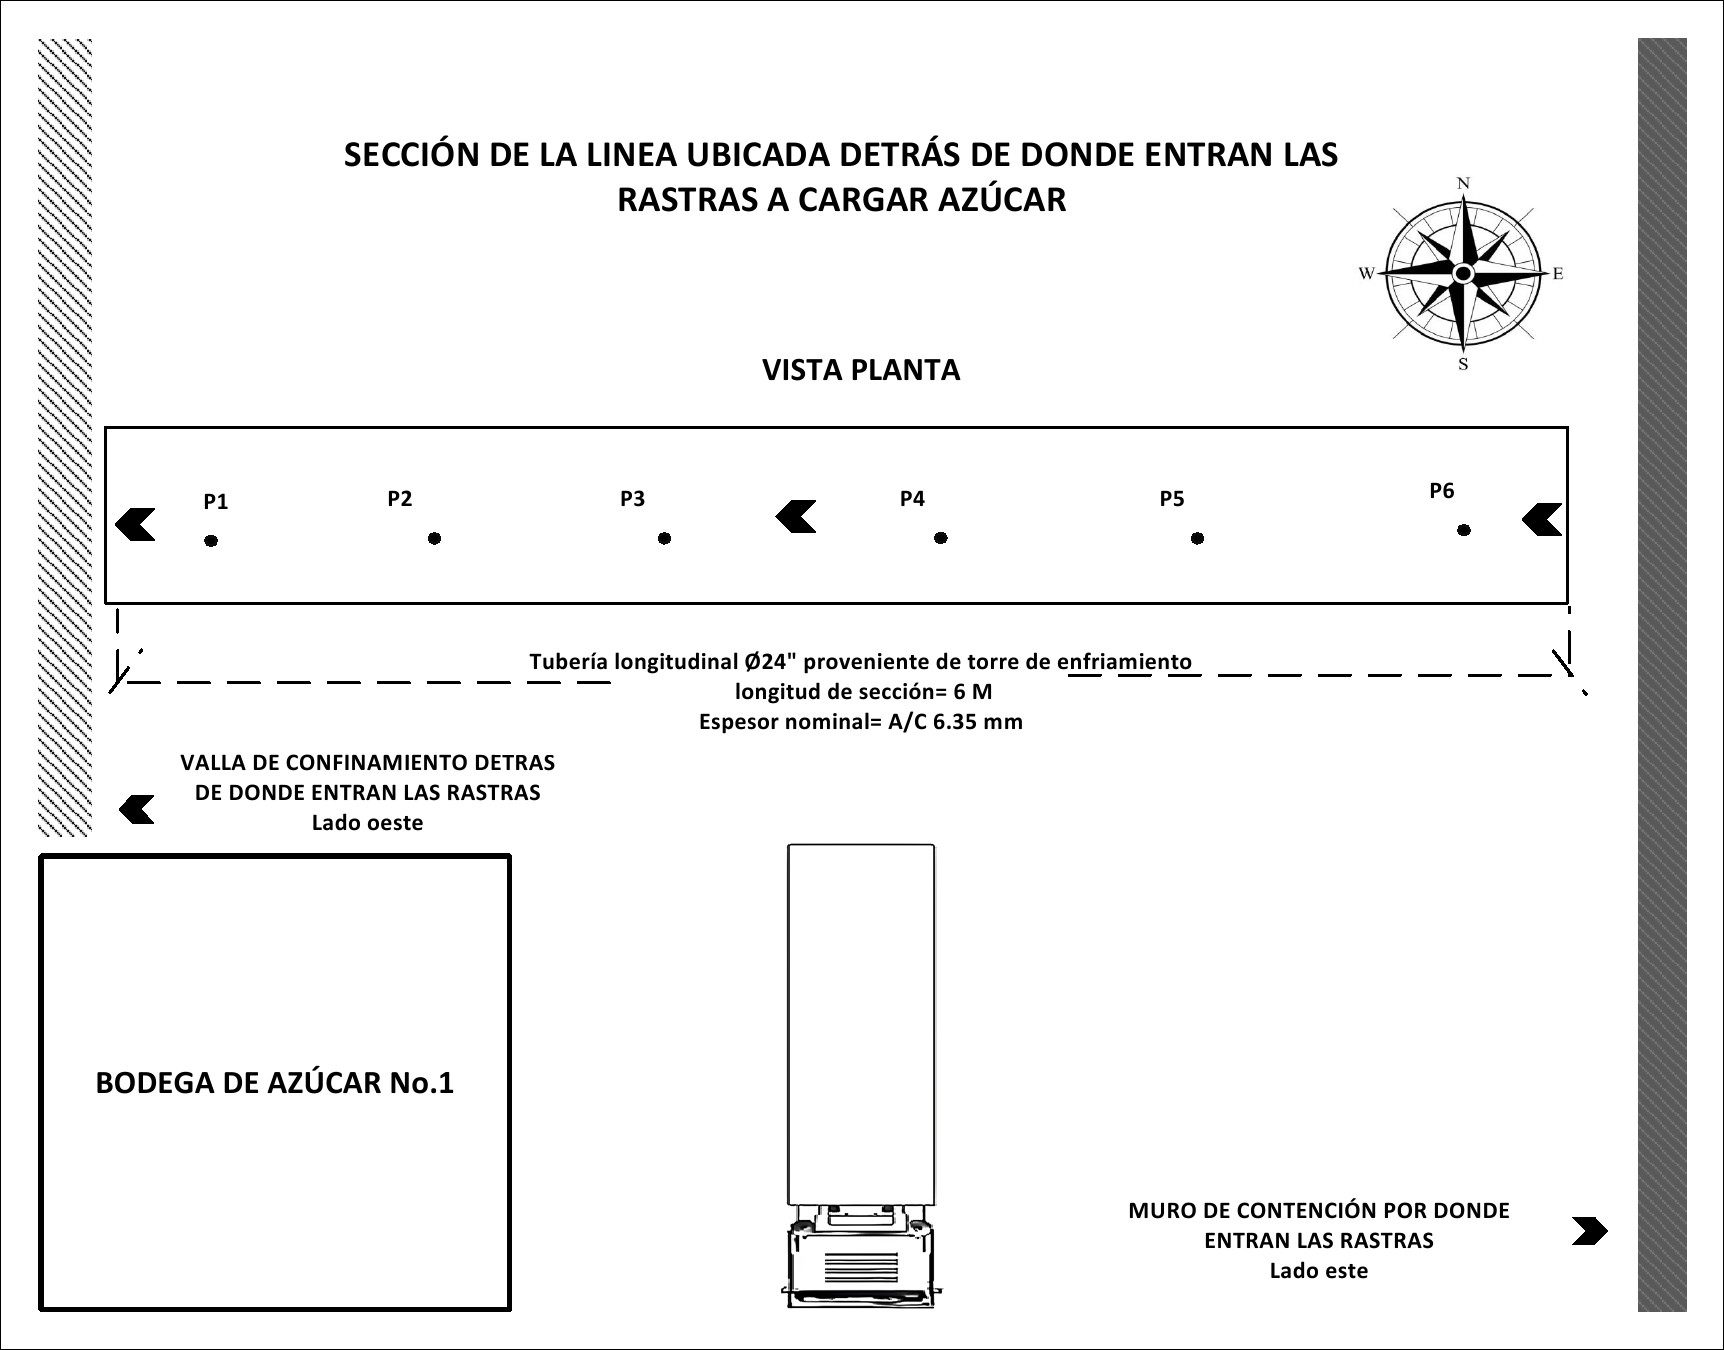 SECCIÓN DE LA LINEA UBICADA DETRÁS DE DONDE ENTRAN LAS
RASTRAS A CARGAR AZÚCAR
N
W
E
S
VISTA PLANTA
P1
P2
P3
P4
P5
P6
Tubería longitudinal Ø24" proveniente de torre de enfriamiento
longitud de sección= 6 M
Espesor nominal= A/C 6.35 mm
VALLA DE CONFINAMIENTO DETRAS
DE DONDE ENTRAN LAS RASTRAS
Lado oeste
BODEGA DE AZÚCAR No.1
MURO DE CONTENCIÓN POR DONDE
ENTRAN LAS RASTRAS
Lado este